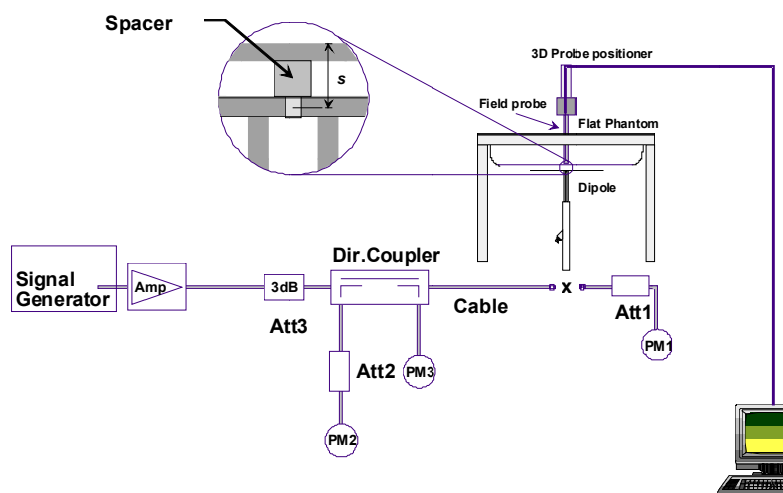 Spacer
s
3D Probe positioner
Field probe
Flat Phantom
Dipole
Signal
Generator
Amp
3dB
Att3
Dir.Coupler
Cable
x
Att1
PM1
Att2
PM3
PM2